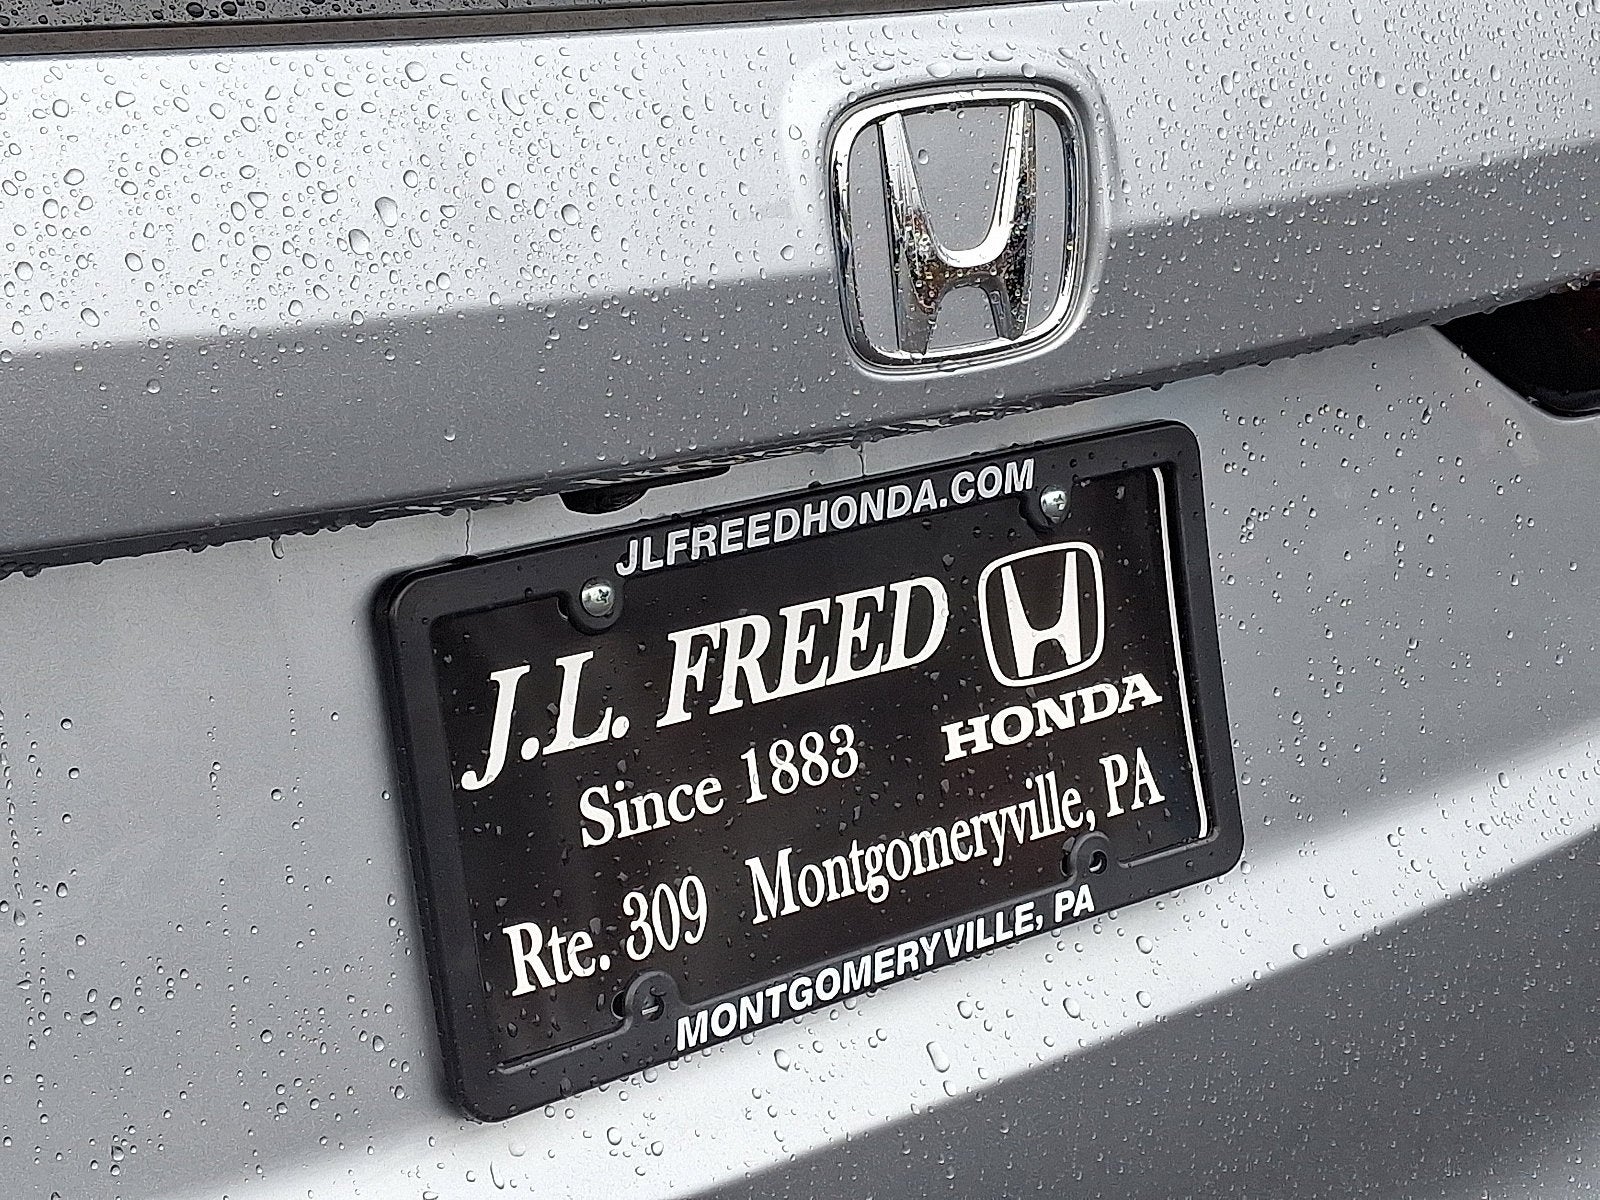 JLFREEDHONDA.COM
J.L. FREED
HONDA
Since 1883
Rte. 309 Montgomeryville, PA
MONTGOMERYVILLE, PA